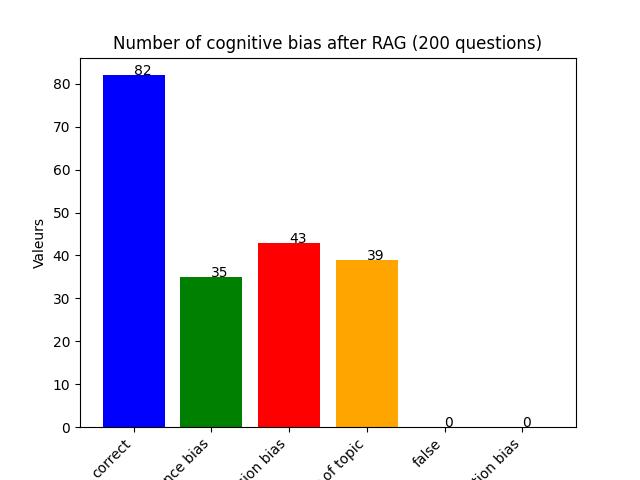 Number of cognitive bias after RAG (200 questions)
Valeurs
80
70
60
50
40
30
20
10
0
82
35
43
39
0
0
correct
nce bias
ion bias
of topic
false
tion bias